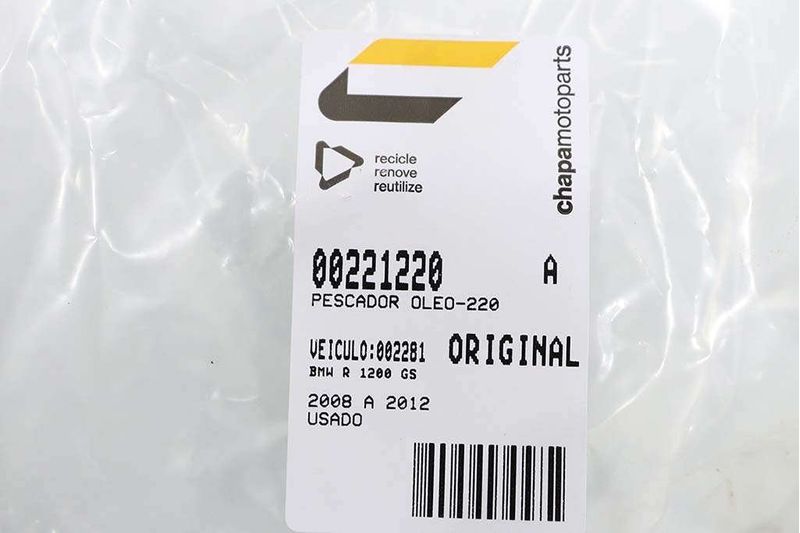 chapamotoparts
recicle
renove
reutilize
00221220 A
PESCADOR OLEO-220
VEICULO:002281 ORIGINAL
BMW R 1200 GS
2008 A 2012
USADO